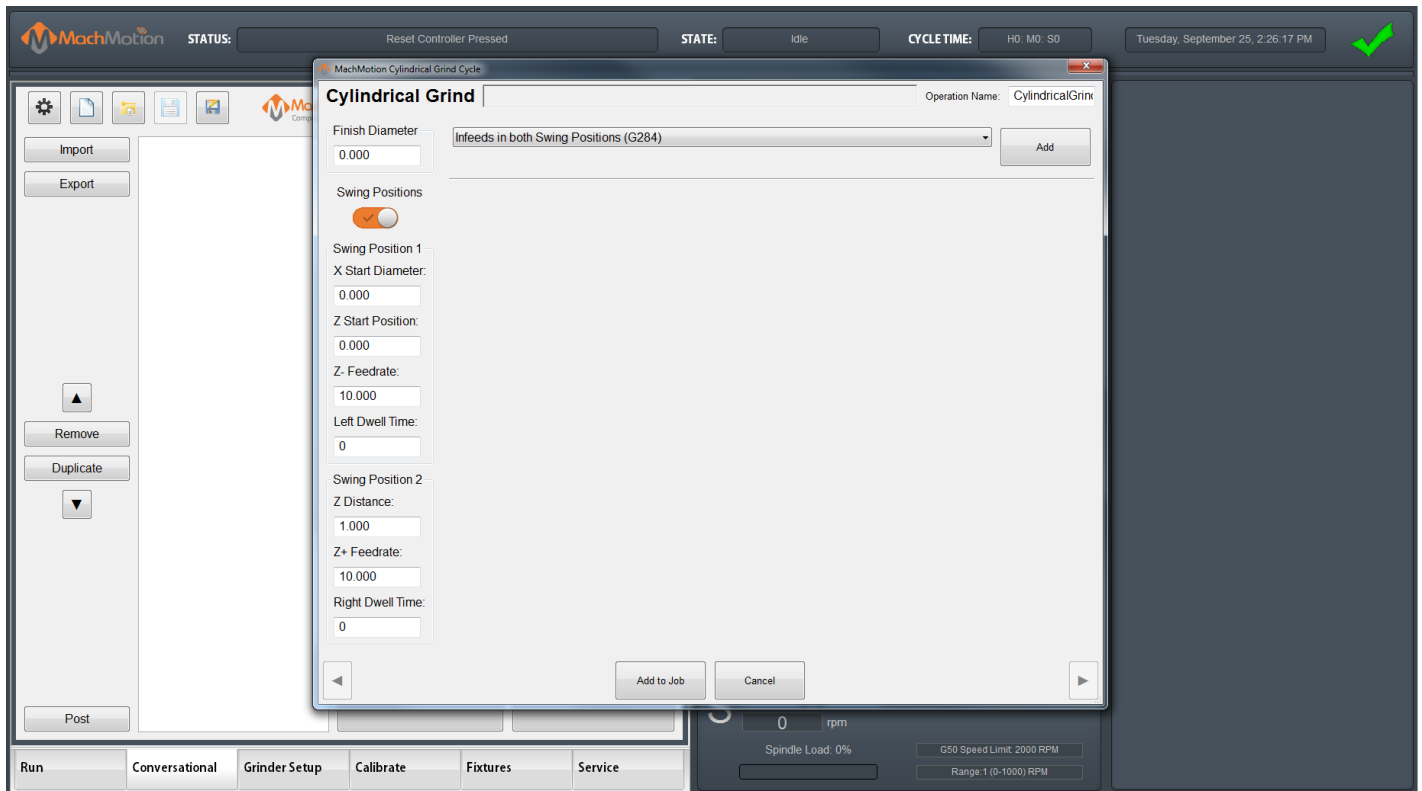 MachMotion
STATUS:
Reset Controller Pressed
STATE:
Idle
CYCLE TIME:
H0: M0: S0
Tuesday, September 25, 2:26:17 PM
MachMotion Cylindrical Grind Cycle
Cylindrical Grind
Operation Name:
CylindricalGrind
Finish Diameter
0.000
Infeeds in both Swing Positions (G284)
Add
Swing Positions
Swing Position 1
X Start Diameter:
0.000
Z Start Position:
0.000
Z- Feedrate:
10.000
Left Dwell Time:
0
Swing Position 2
Z Distance:
1.000
Z+ Feedrate:
10.000
Right Dwell Time:
0
Add to Job
Cancel
Import
Export
Remove
Duplicate
Post
0
rpm
Spindle Load: 0%
G50 Speed Limit: 2000 RPM
Range:1 (0-1000) RPM
Run
Conversational
Grinder Setup
Calibrate
Fixtures
Service